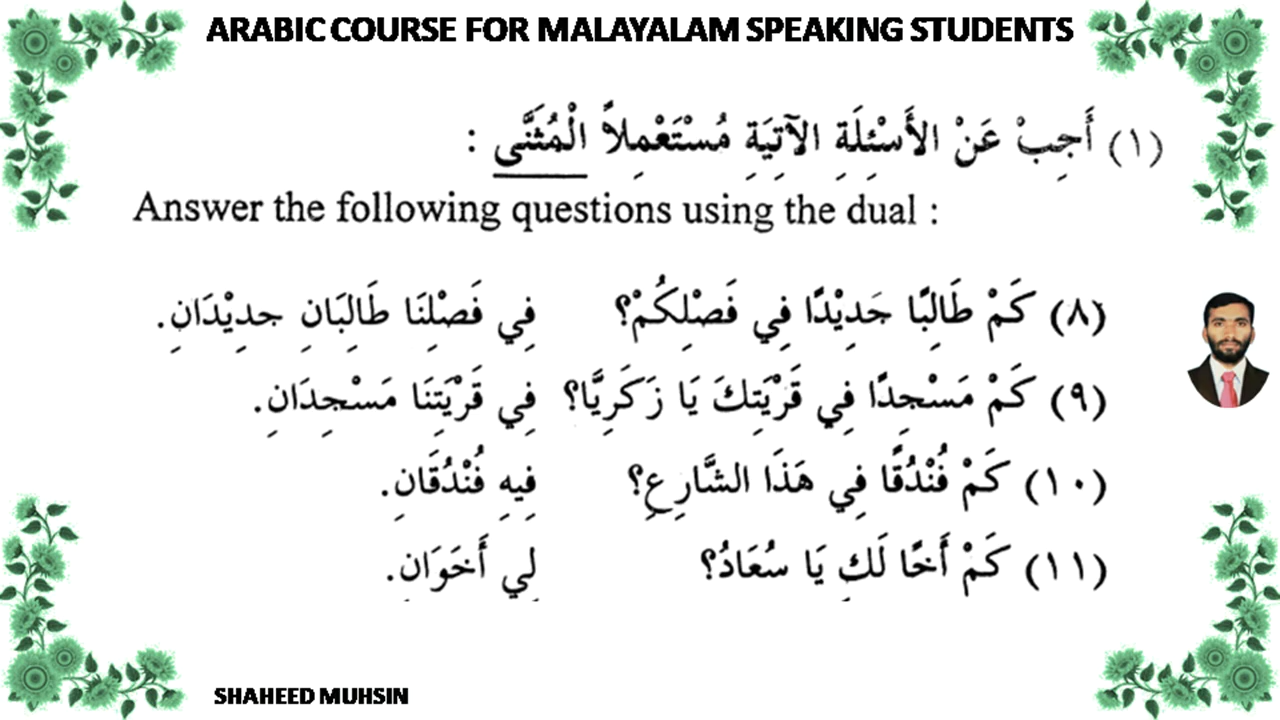 ARABIC COURSE FOR MALAYALAM SPEAKING STUDENTS
(١) أَجِبْ عَنْ الأَسْئِلَةِ الآتِيَةِ مُسْتَعْمِلاً الْمُثَنَّى :
Answer the following questions using the dual :
(٨) كَمْ طَالِبًا جَدِيْدًا فِي فَصْلِكُمْ؟ فِي فَصْلِنَا طَالِبَانِ جدِيْدَانِ.
(٩) كَمْ مَسْجِدًا فِي قَرْيَتِكَ يَا زَكَرِيَّا؟ فِي قَرْيَتِنَا مَسْجِدَانِ.
(١٠) كَمْ فُنْدُقًا فِي هَذَا الشَّارِعِ؟ فِيهِ فُنْدُقَانِ.
(١١) كَمْ أَخًا لَكِ يَا سُعَادُ؟ لِي أَخَوَانِ.
SHAHEED MUHSIN